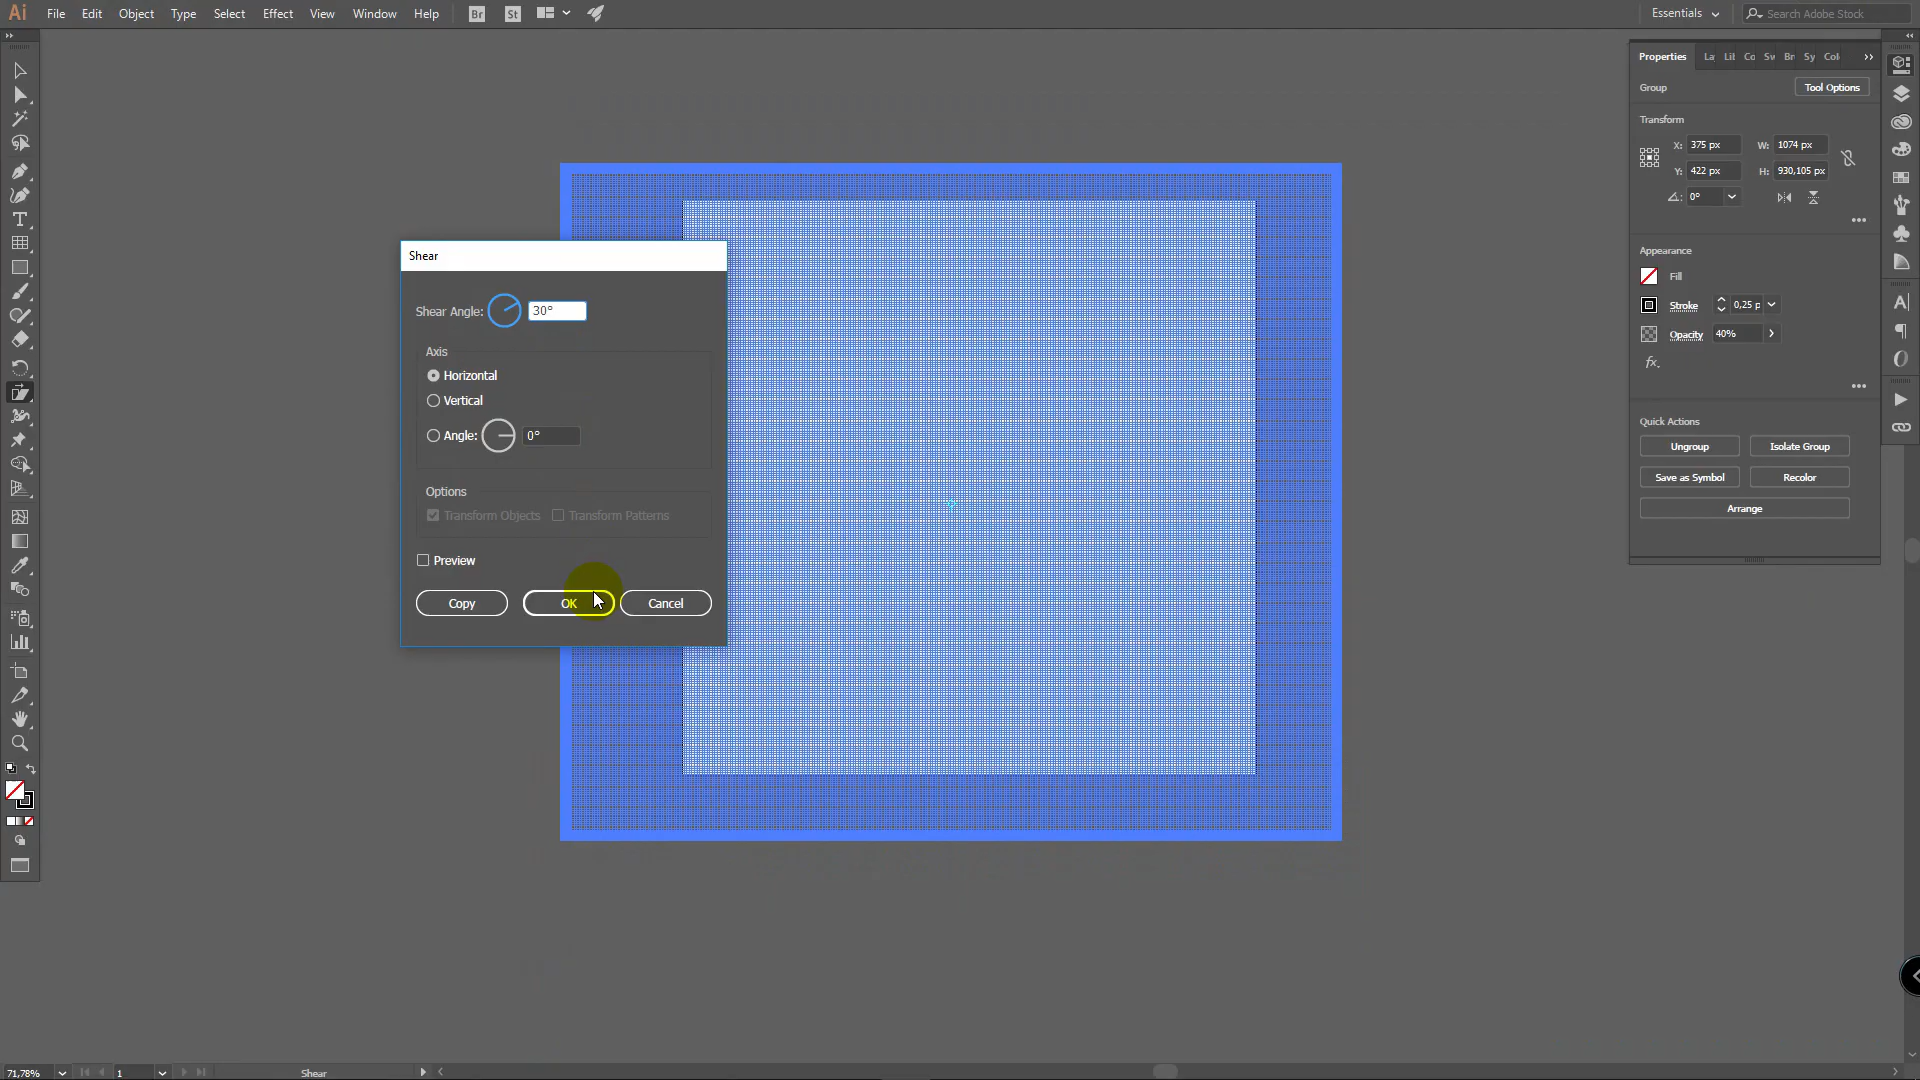 Ai File Edit Object Type Select Effect View Window Help Br St Essentials Search Adobe Stock
Properties La Lil Co Sw Br Sy Col
Group Tool Options
Transform
X: 375 px W: 1074 px
Y: 422 px H: 930,105 px
0°
Appearance
Fill
Stroke 0,25 p
Opacity 40%
fx.
Quick Actions
Ungroup Isolate Group
Save as Symbol Recolor
Arrange
Shear
Shear Angle: 30°
Axis
Horizontal
Vertical
Angle: 0°
Options
Transform Objects Transform Patterns
Preview
Copy OK Cancel
71,78% 1 Shear